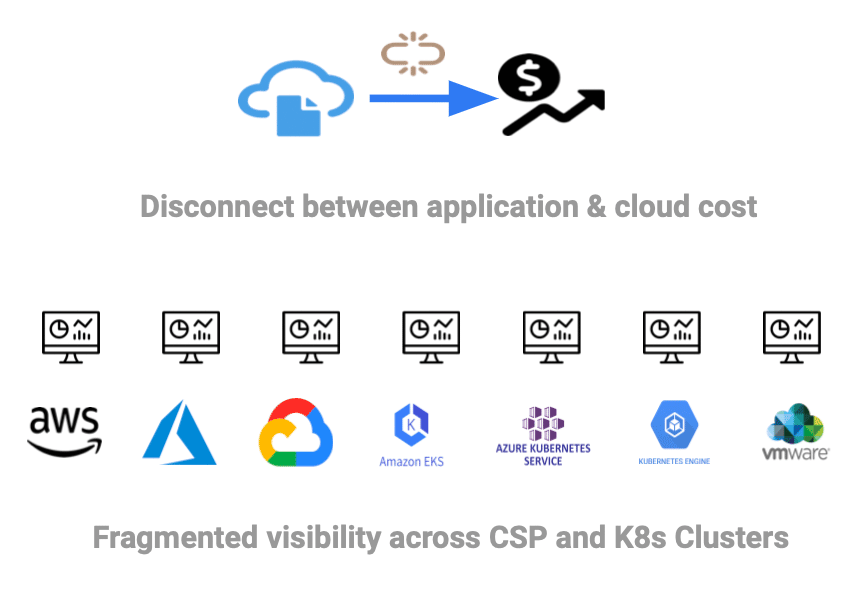 $
Disconnect between application & cloud cost
aws
K
Amazon EKS
AZURE KUBERNETES
SERVICE
KUBERNETES ENGINE
vmware
Fragmented visibility across CSP and K8s Clusters